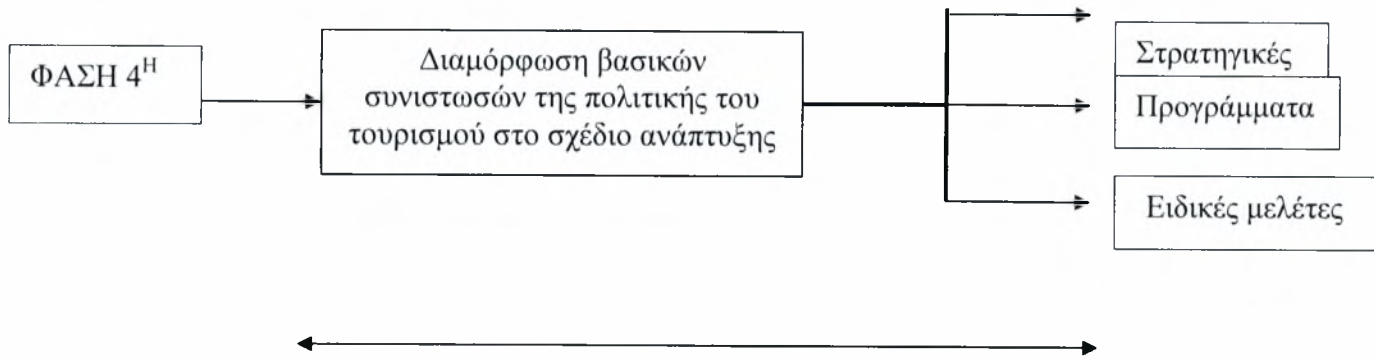 ΦΑΣΗ 4Η
Διαμόρφωση βασικών
συνιστωσών της πολιτικής του
τουρισμού στο σχέδιο ανάπτυξης
Στρατηγικές
Προγράμματα
Ειδικές μελέτες